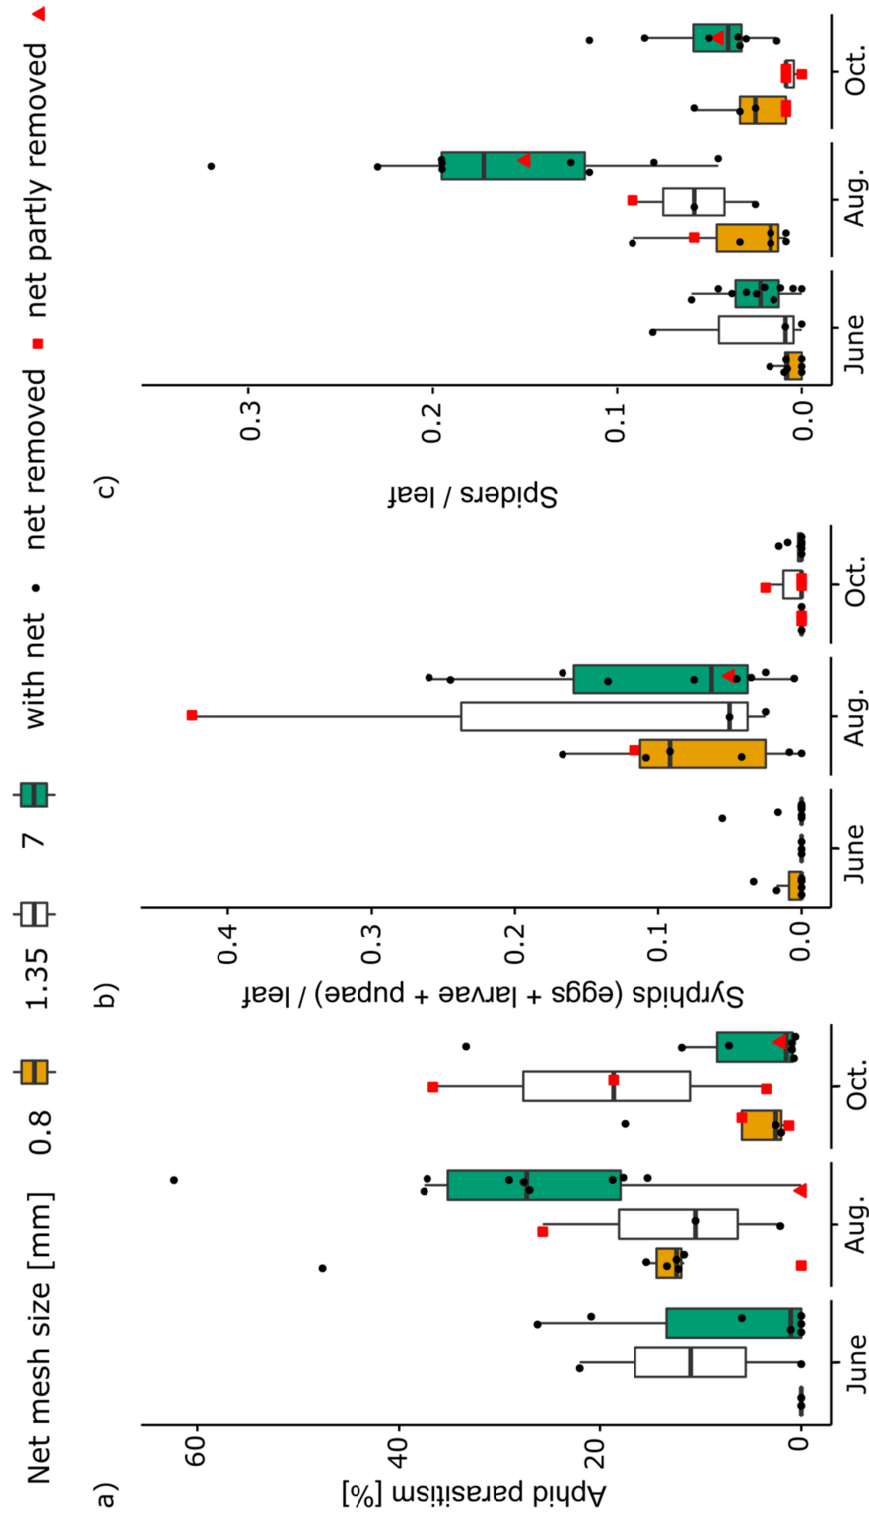 Net mesh size [mm] 0.8 1.35 7 with net net removed net partly removed
a)
Aphid parasitism [%]
60
40
20
0
June Aug. Oct.
b)
Syrphids (eggs + larvae + pupae) / leaf
0.4
0.3
0.2
0.1
0.0
June Aug. Oct.
c)
Spiders / leaf
0.3
0.2
0.1
0.0
June Aug. Oct.